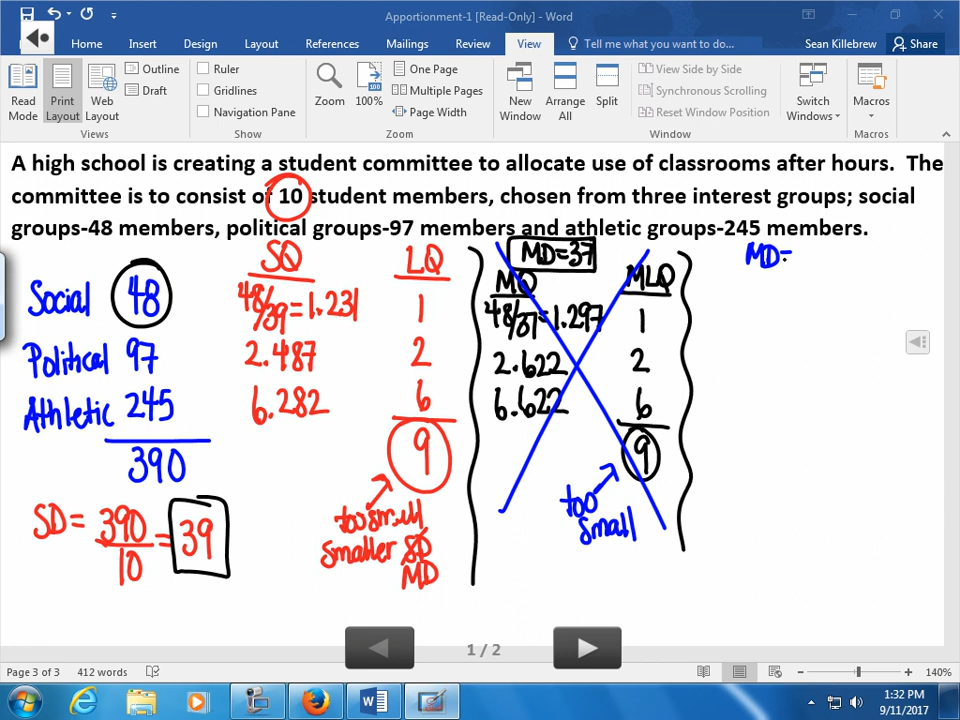 Apportionment-1 [Read-Only] - Word
Home Insert Design Layout References Mailings Review View Tell me what you want to do... Sean Killebrew Share
Read Mode
Print Layout
Web Layout
Outline
Draft
Views
Ruler
Gridlines
Navigation Pane
Show
Zoom
100%
One Page
Multiple Pages
Page Width
Zoom
New Window
Arrange All
Split
View Side by Side
Synchronous Scrolling
Reset Window Position
Window
Switch Windows
Macros
Macros
A high school is creating a student committee to allocate use of classrooms after hours. The
committee is to consist of 10 student members, chosen from three interest groups; social
groups-48 members, political groups-97 members and athletic groups-245 members.
SQ LQ MD=37 MD=
MQ MLQ
Social 48 48/39=1.231 1 48/37=1.297 1
Political 97 2.487 2 2.622 2
Athletic 245 6.282 6 6.622 6
390 9 9
SD = 390/10 = 39
too small
smaller SD
MD
too small
1 / 2
Page 3 of 3 412 words 140%
1:32 PM
9/11/2017